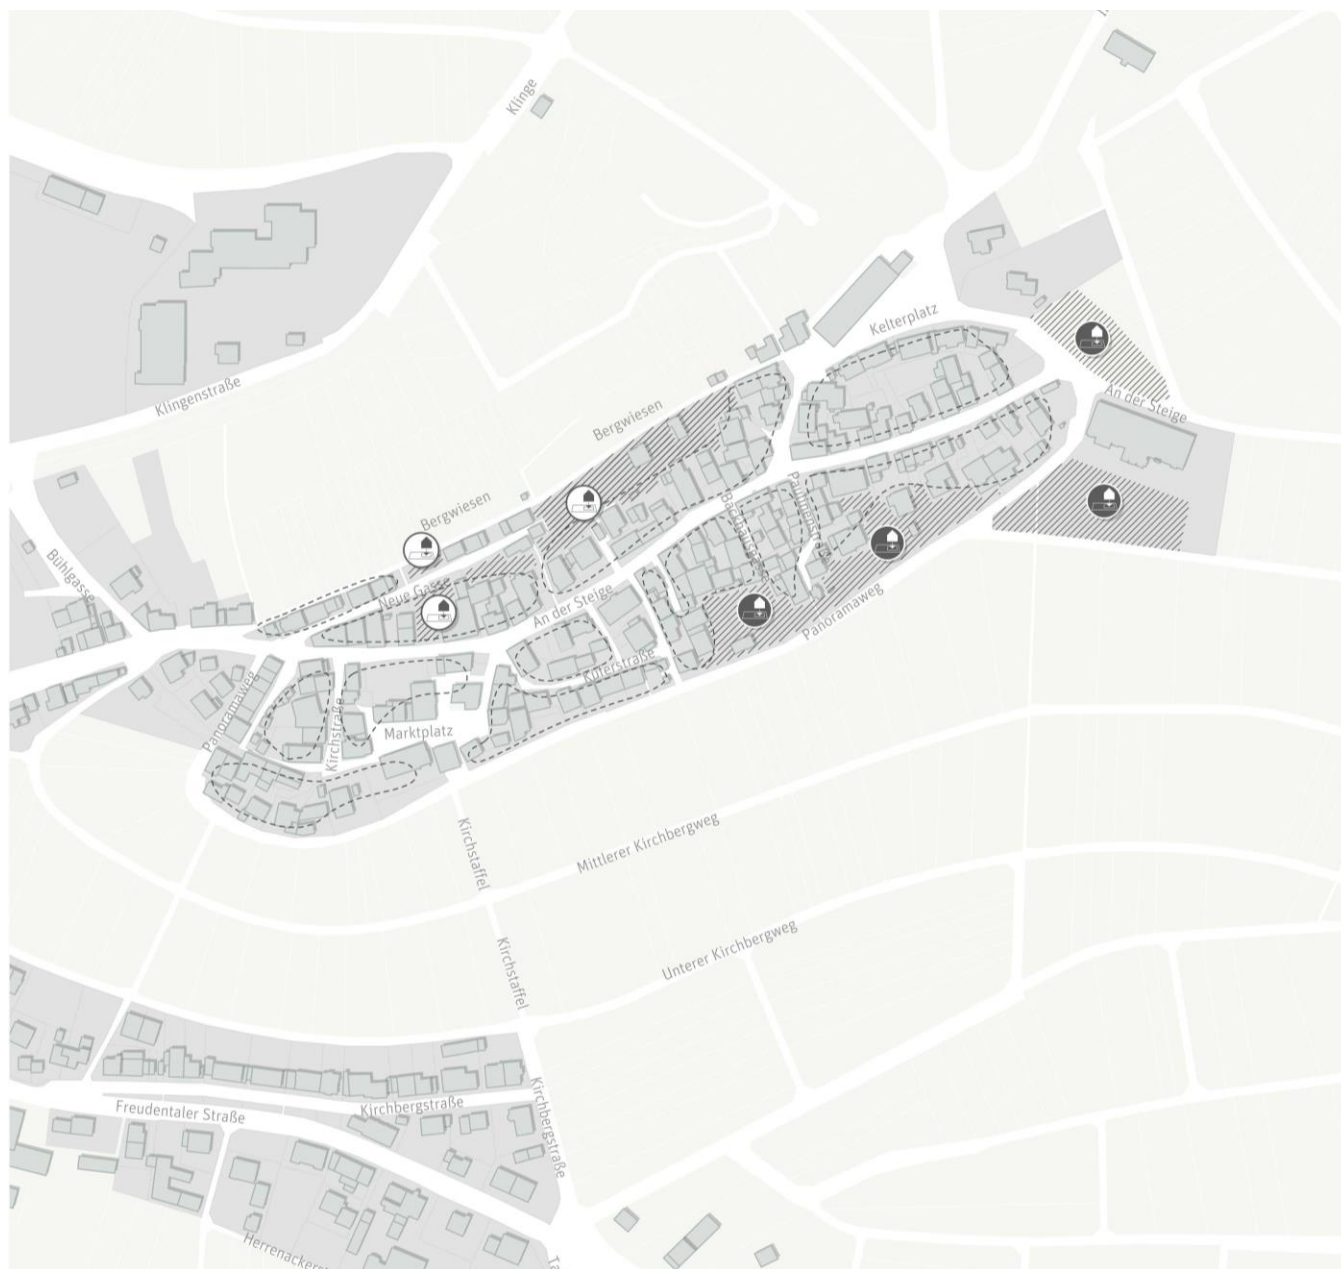 Klinge
Kelterplatz
Klingenstraße
An der Steige
Bergwiesen
Bergwiesen
Bühlgasse
Neue Gasse
An der Steige
Panoramaweg
Küferstraße
Panoramaweg
Kirchstraße
Marktplatz
Mittlerer Kirchbergweg
Kirchstaffel
Unterer Kirchbergweg
Kirchstaffel
Freudentaler Straße
Kirchbergstraße
Kirchbergstraße